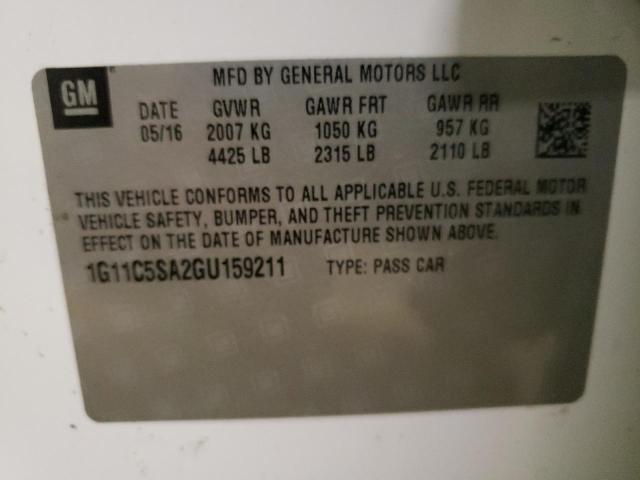 GM
MFD BY GENERAL MOTORS LLC
DATE GVWR GAWR FRT GAWR RR
05/16 2007 KG 1050 KG 957 KG
4425 LB 2315 LB 2110 LB
THIS VEHICLE CONFORMS TO ALL APPLICABLE U.S. FEDERAL MOTOR
VEHICLE SAFETY, BUMPER, AND THEFT PREVENTION STANDARDS IN
EFFECT ON THE DATE OF MANUFACTURE SHOWN ABOVE.
1G11C5SA2GU159211 TYPE: PASS CAR